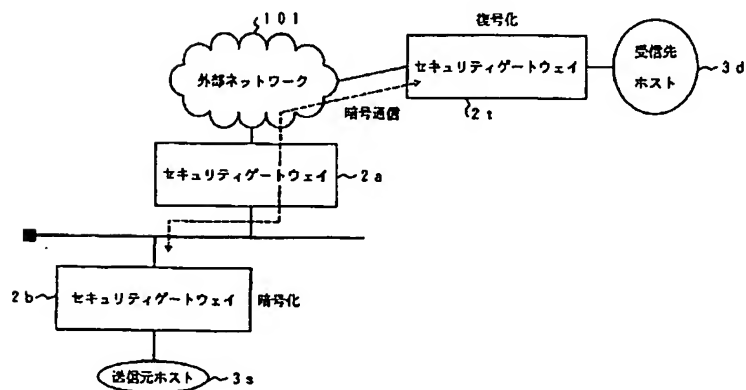 101
外部ネットワーク
復号化
セキュリティゲートウェイ
2t
受信先
ホスト
3d
暗号通信
セキュリティゲートウェイ
2a
2b
セキュリティゲートウェイ
暗号化
送信元ホスト
3s